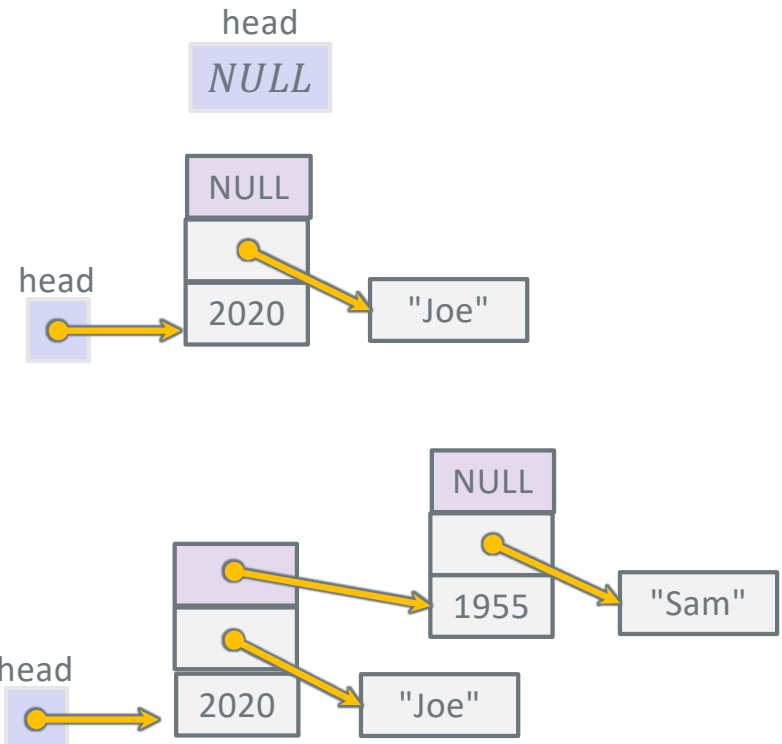 head
NULL
NULL
head
2020
"Joe"
NULL
1955
"Sam"
head
2020
"Joe"